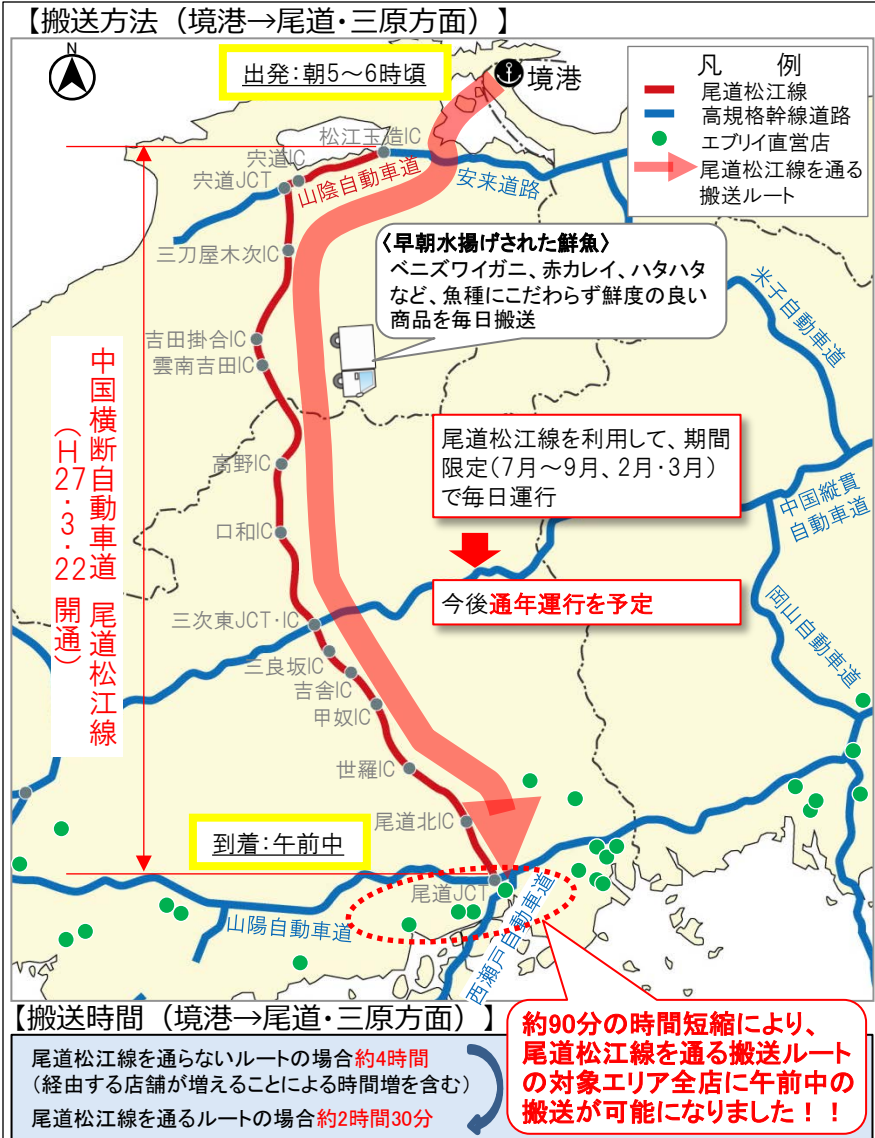 【搬送方法（境港→尾道・三原方面）】
N
出発：朝5～6時頃
境港
凡　例
尾道松江線
高規格幹線道路
エブリイ直営店
尾道松江線を通る
搬送ルート
松江玉造IC
宍道IC
宍道JCT
山陰自動車道
安来道路
三刀屋木次IC
〈早朝水揚げされた鮮魚〉
ベニズワイガニ、赤カレイ、ハタハタ
など、魚種にこだわらず鮮度の良い
商品を毎日搬送
米子自動車道
吉田掛合IC
雲南吉田IC
中国横断自動車道　尾道松江線
（H27・3・22　開通）
高野IC
尾道松江線を利用して、期間
限定（7月～9月、2月・3月）
で毎日運行
中国縦貫
自動車道
口和IC
今後通年運行を予定
岡山自動車道
三次東JCT・IC
三良坂IC
吉舎IC
甲奴IC
世羅IC
尾道北IC
到着：午前中
尾道JCT
山陽自動車道
西瀬戸自動車道
【搬送時間（境港→尾道・三原方面）】
尾道松江線を通らないルートの場合約4時間
（経由する店舗が増えることによる時間増を含む）
尾道松江線を通るルートの場合約2時間30分
約90分の時間短縮により、
尾道松江線を通る搬送ルート
の対象エリア全店に午前中の
搬送が可能になりました！！